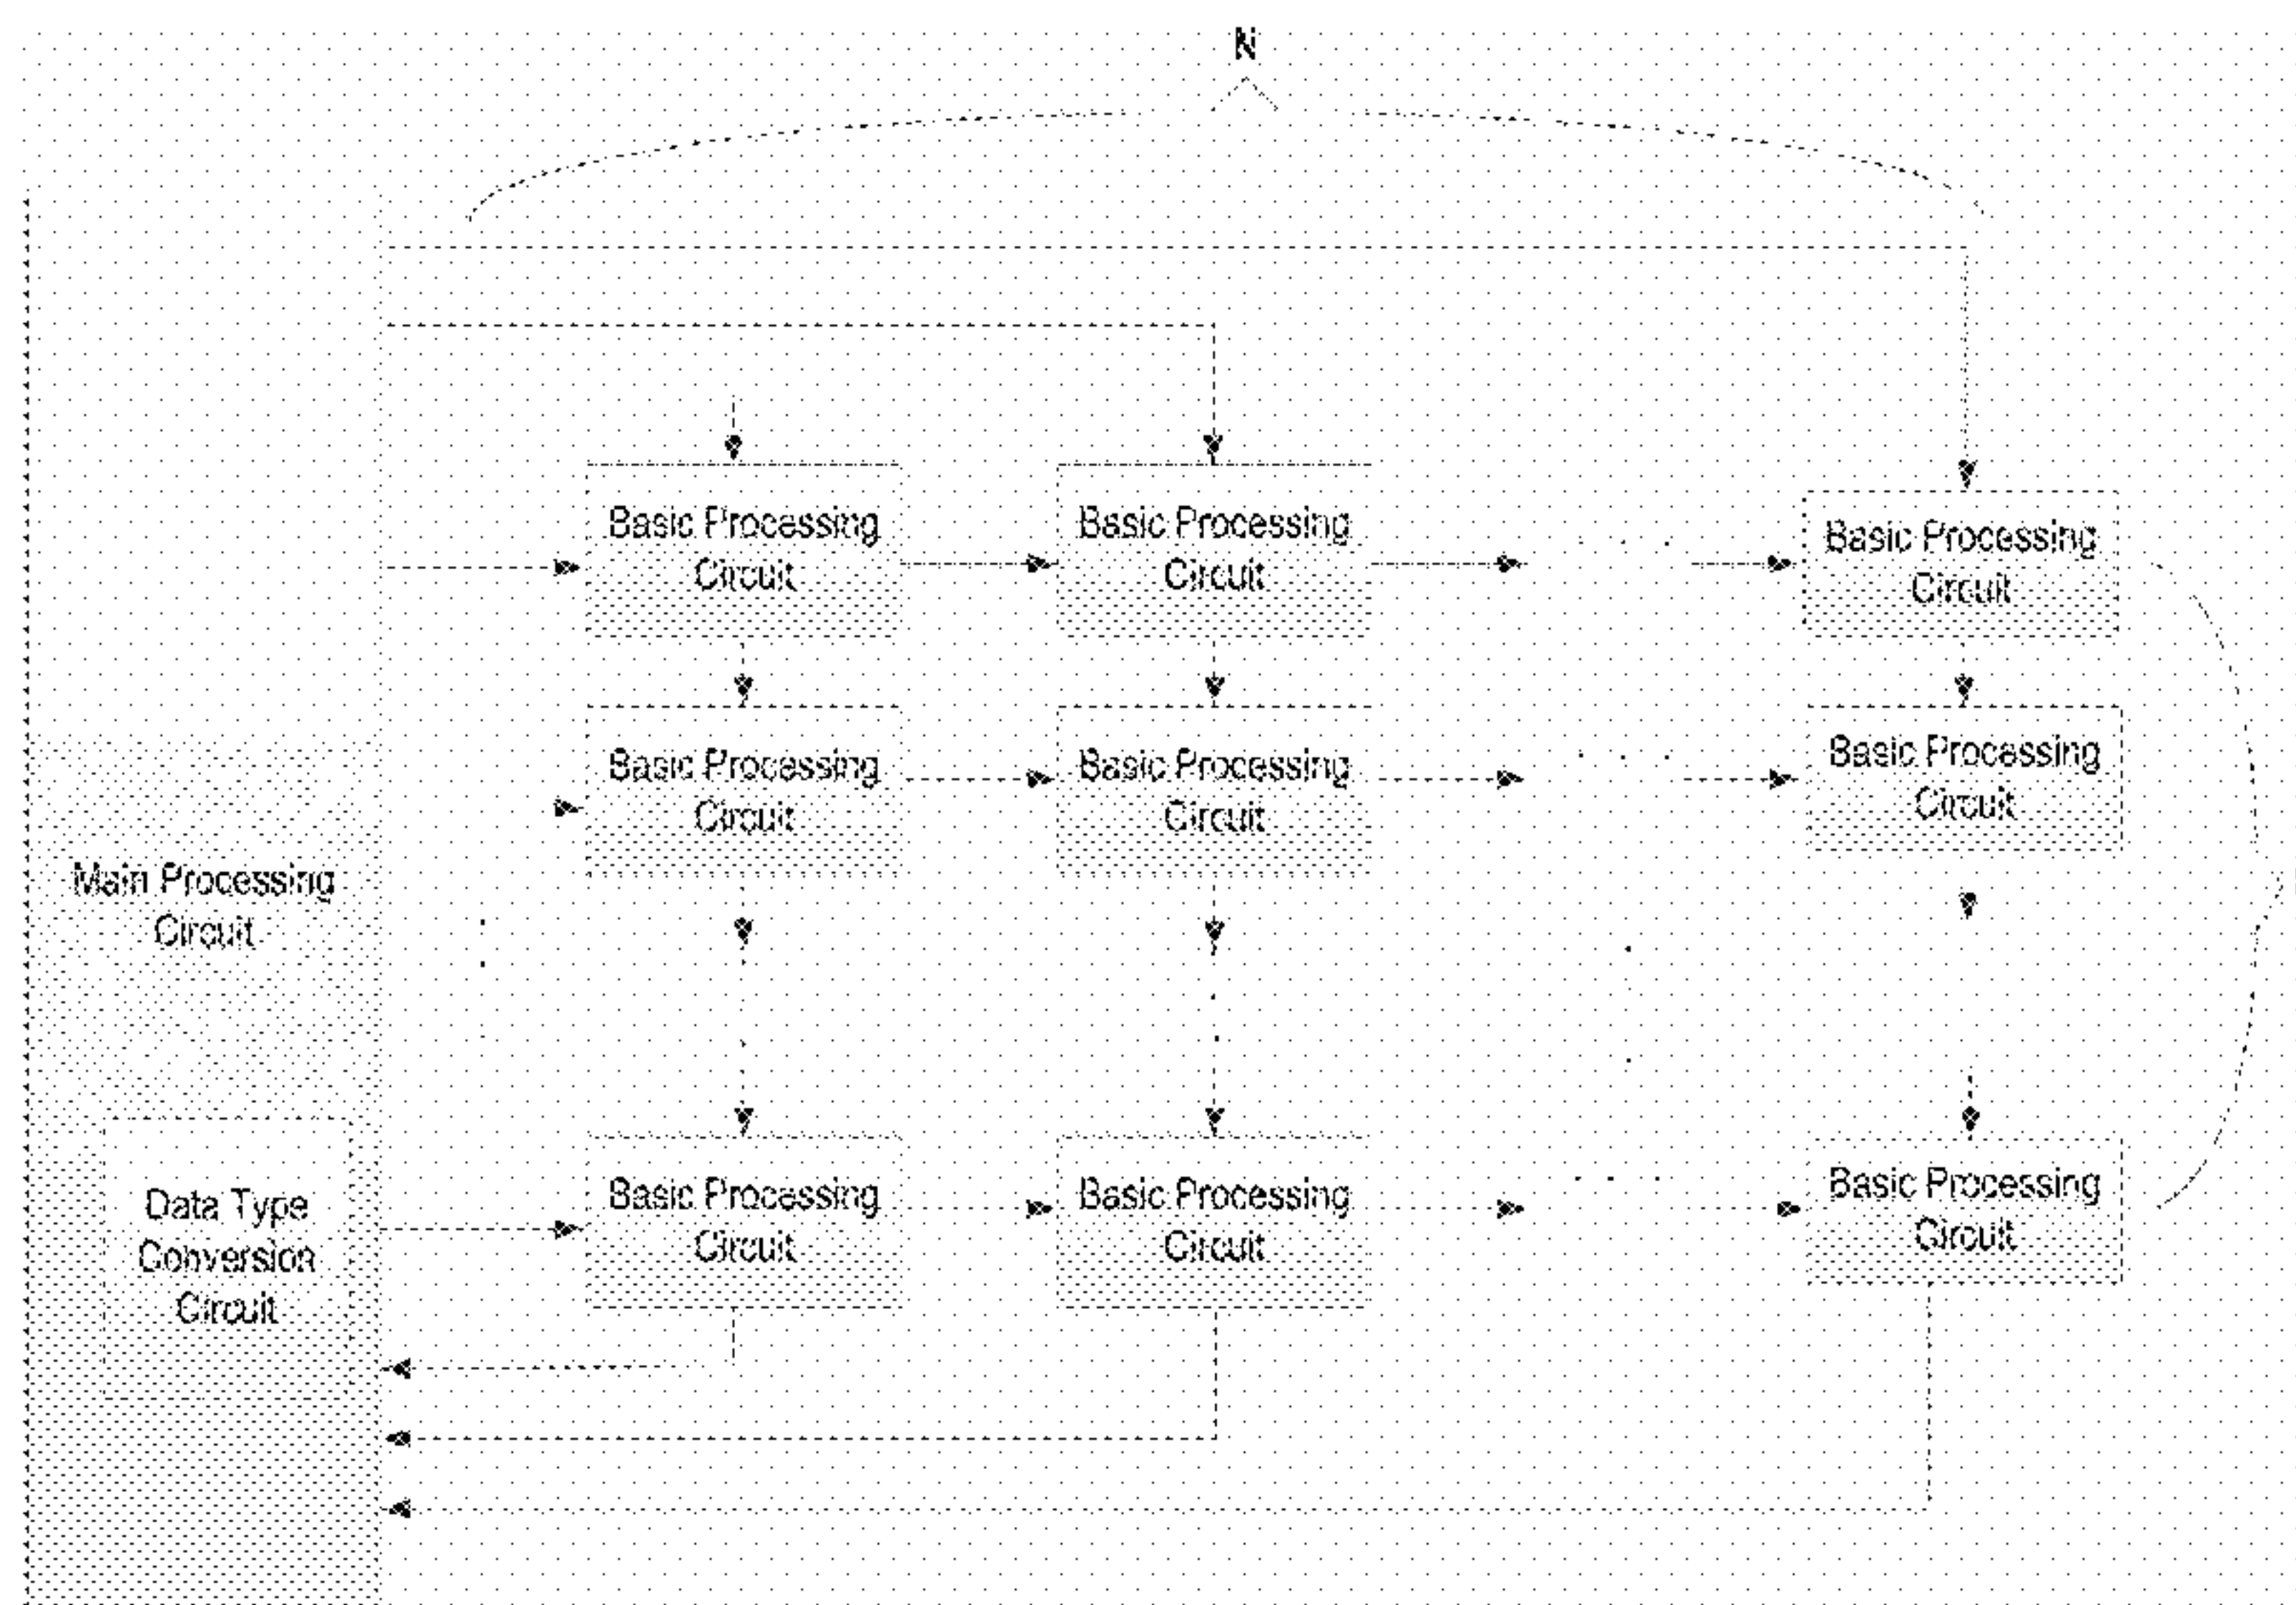 N
Basic Processing
Circuit
Basic Processing
Circuit
Basic Processing
Circuit
Basic Processing
Circuit
Basic Processing
Circuit
Basic Processing
Circuit
Main Processing
Circuit
Data Type
Conversion
Circuit
Basic Processing
Circuit
Basic Processing
Circuit
Basic Processing
Circuit